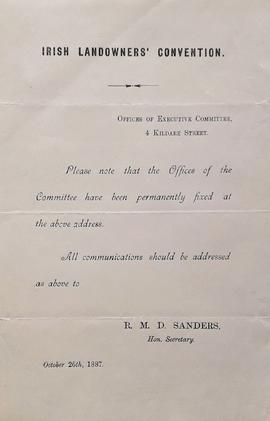 IRISH LANDOWNERS' CONVENTION.
OFFICES OF EXECUTIVE COMMITTEE,
4 KILDARE STREET.
Please note that the Offices of the
Committee have been permanently fixed at
the above address.
All communications should be addressed
as above to
R. M. D. SANDERS,
Hon. Secretary.
October 26th, 1887.